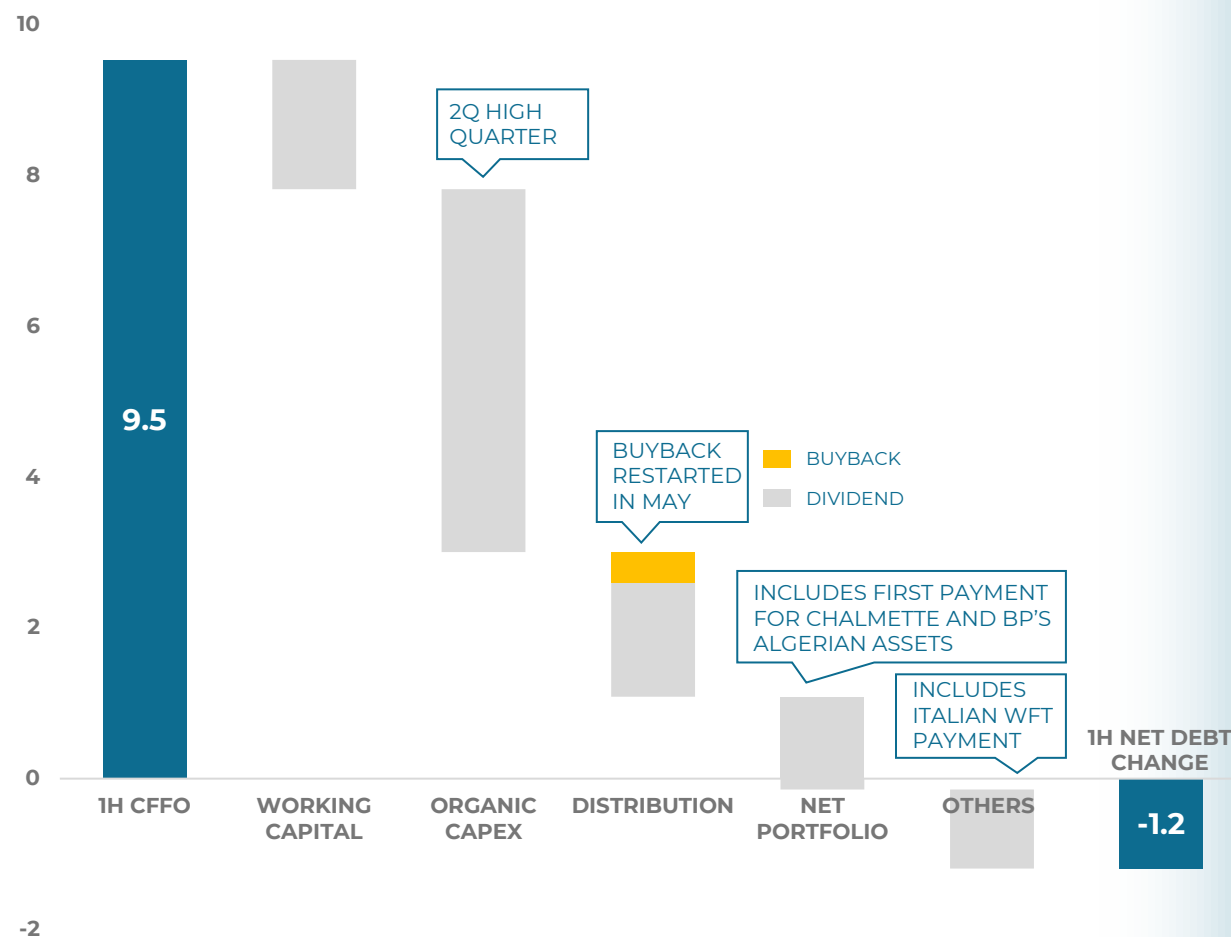 10
8
6
4
2
0
-2
9.5
2Q HIGH
QUARTER
BUYBACK
RESTARTED
IN MAY
BUYBACK
DIVIDEND
INCLUDES FIRST PAYMENT
FOR CHALMETTE AND BP'S
ALGERIAN ASSETS
INCLUDES
ITALIAN WFT
PAYMENT
1H NET DEBT
CHANGE
-1.2
1H CFFO
WORKING
CAPITAL
ORGANIC
CAPEX
DISTRIBUTION
NET
PORTFOLIO
OTHERS